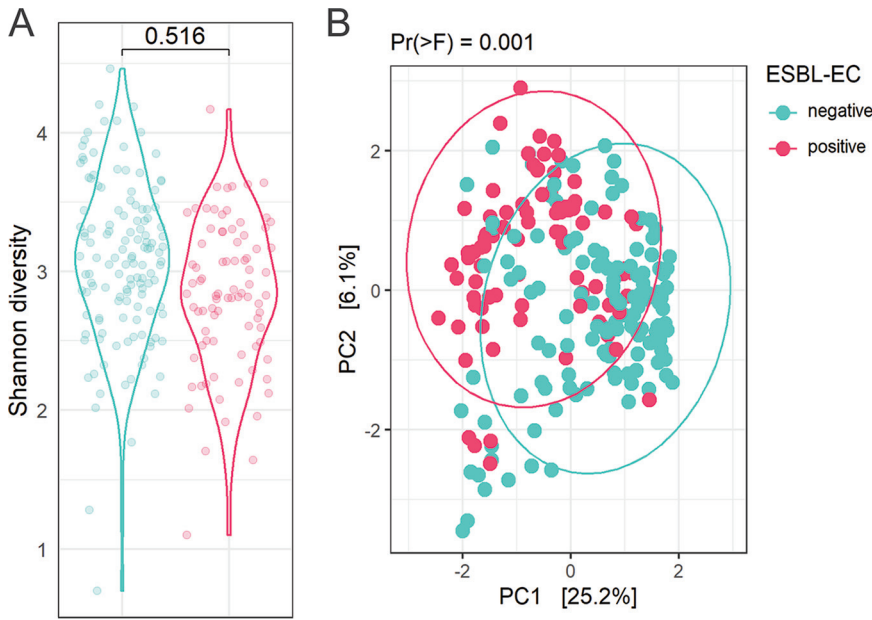 A
0.516
Shannon diversity
4
3
2
1
B
Pr(>F) = 0.001
PC2 [6.1%]
2
0
-2
-2
0
2
PC1 [25.2%]
ESBL-EC
negative
positive